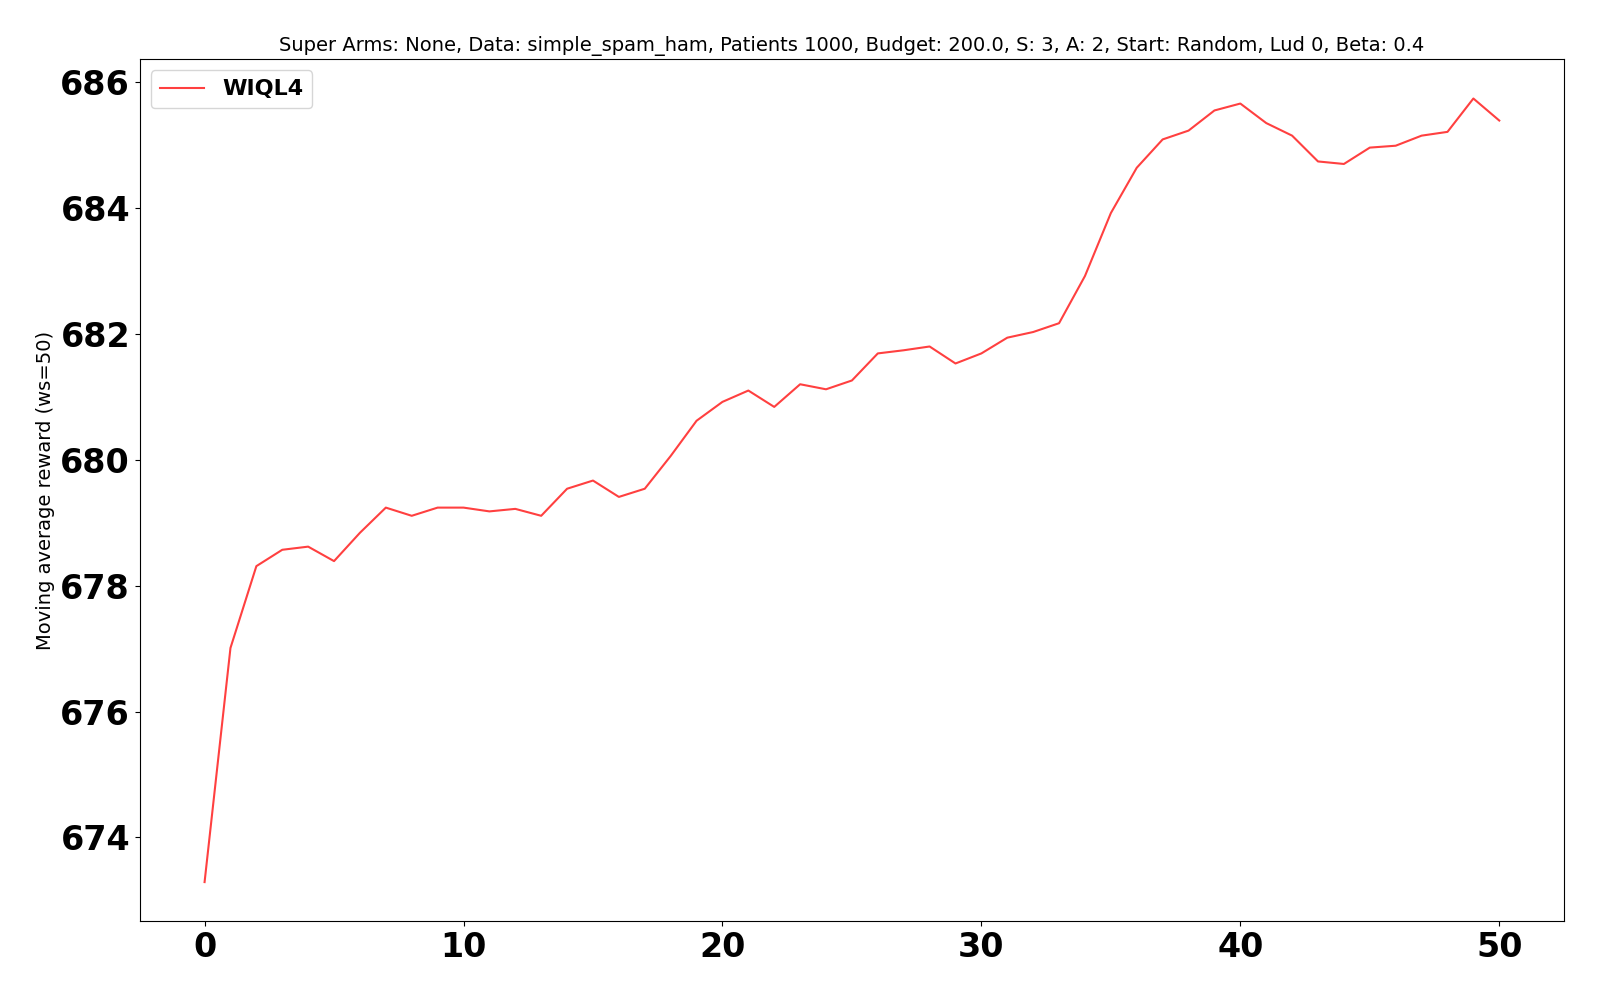 Super Arms: None, Data: simple_spam_ham, Patients 1000, Budget: 200.0, S: 3, A: 2, Start: Random, Lud 0, Beta: 0.4
WIQL4
Moving average reward (ws=50)
686
684
682
680
678
676
674
0 10 20 30 40 50